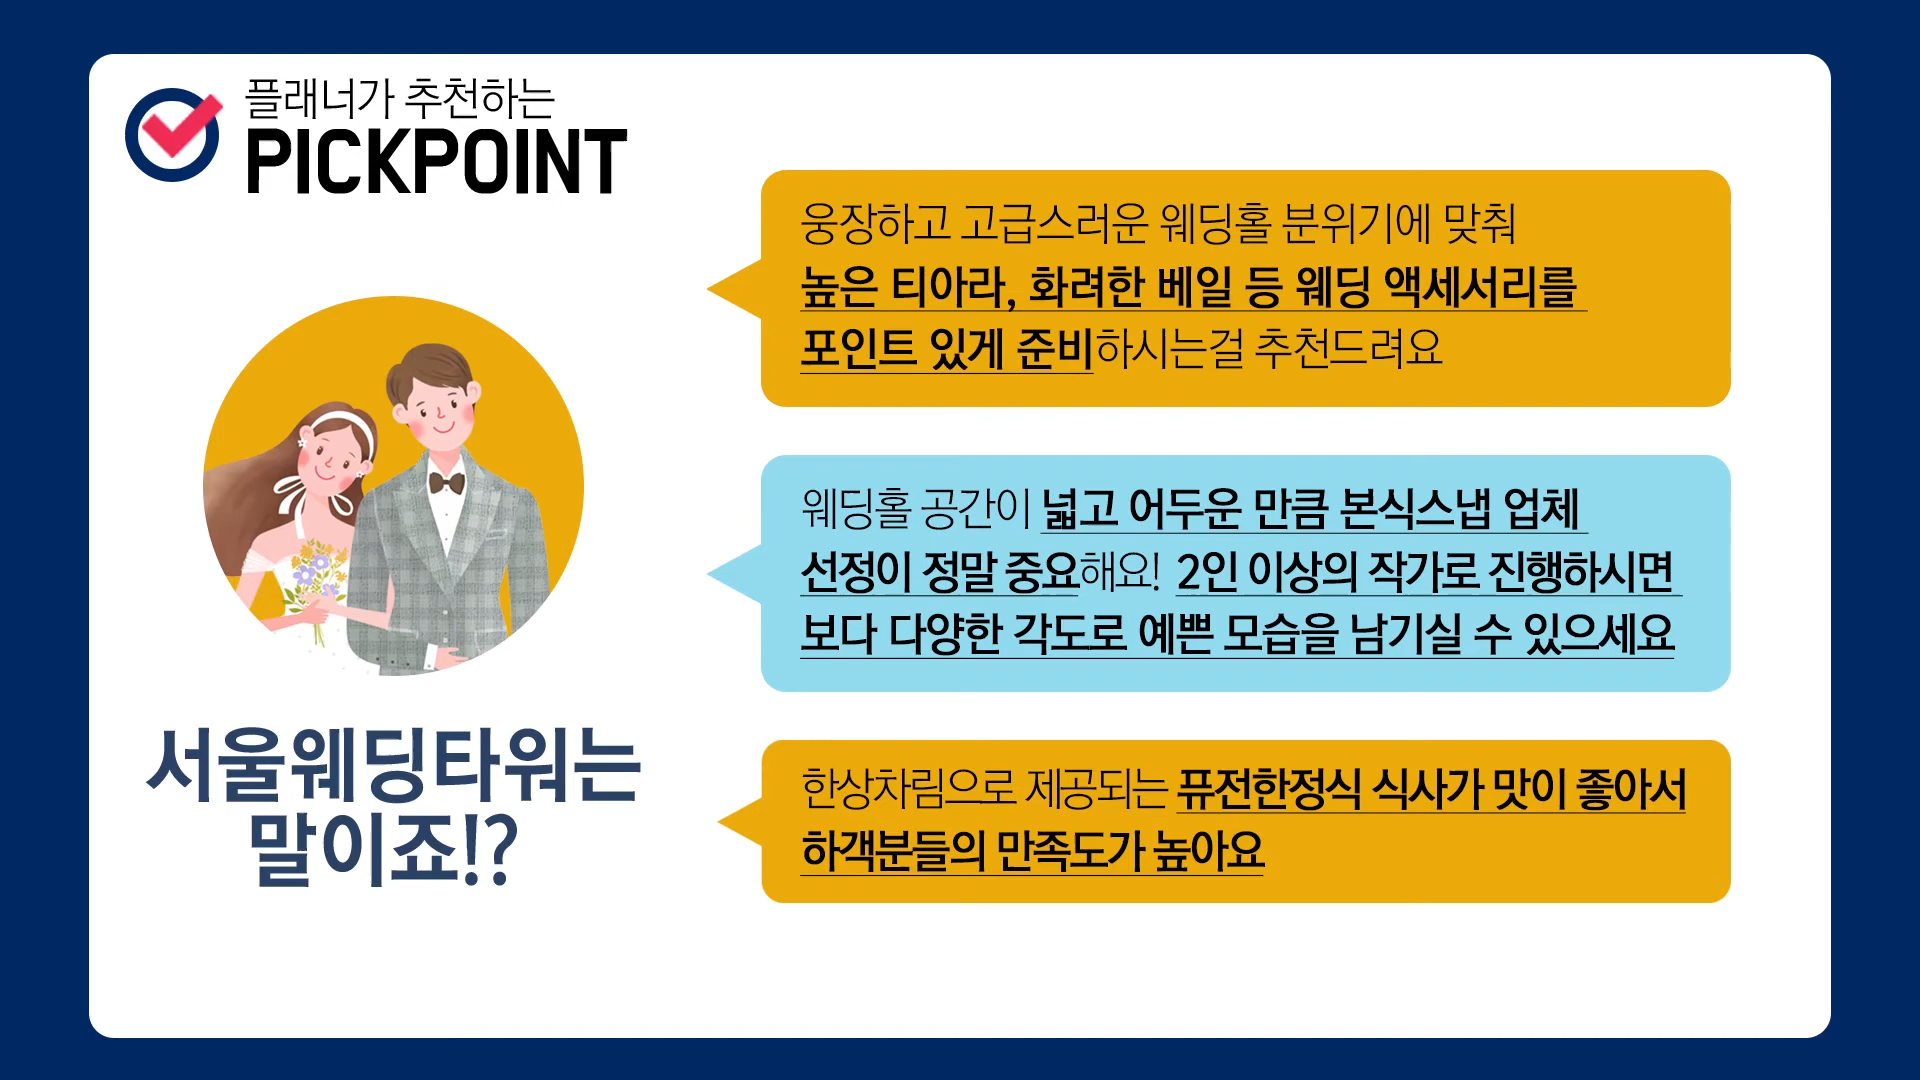 플래너가 추천하는
PICKPOINT
웅장하고 고급스러운 웨딩홀 분위기에 맞춰
높은 티아라, 화려한 베일 등 웨딩 액세서리를
포인트 있게 준비하시는걸 추천드려요
웨딩홀 공간이 넓고 어두운 만큼 본식스냅 업체
선정이 정말 중요해요! 2인 이상의 작가로 진행하시면
보다 다양한 각도로 예쁜 모습을 남기실 수 있으세요
서울웨딩타워는
말이죠!?
한상차림으로 제공되는 퓨전한정식 식사가 맛이 좋아서
하객분들의 만족도가 높아요